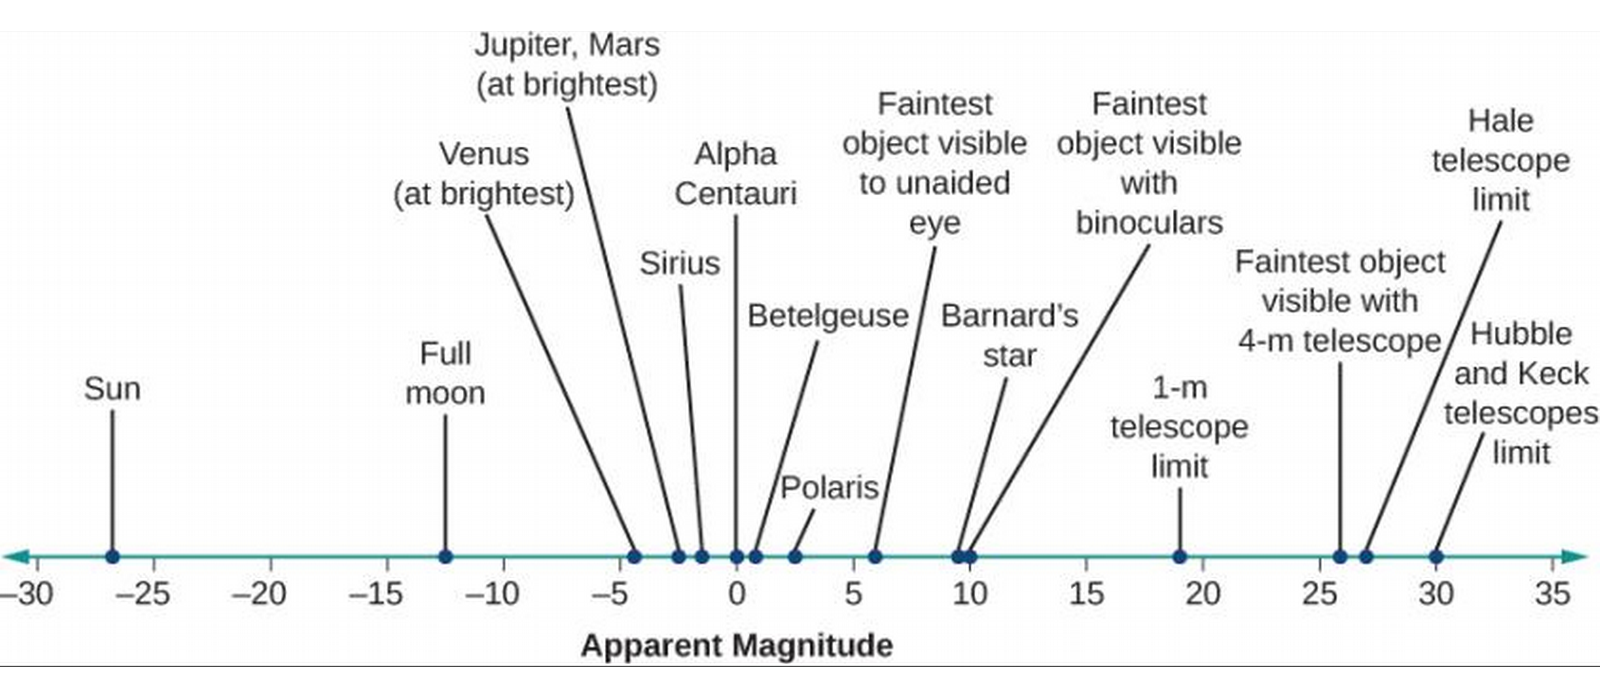 Jupiter, Mars
(at brightest)
Venus
(at brightest)
Alpha
Centauri
Sirius
Faintest
object visible
to unaided
eye
Faintest
object visible
with
binoculars
Hale
telescope
limit
Faintest object
visible with
4-m telescope
Hubble
and Keck
telescopes
limit
Betelgeuse
Barnard’s
star
Full
moon
Sun
1-m
telescope
limit
Polaris
–30 –25 –20 –15 –10 –5 0 5 10 15 20 25 30 35
Apparent Magnitude